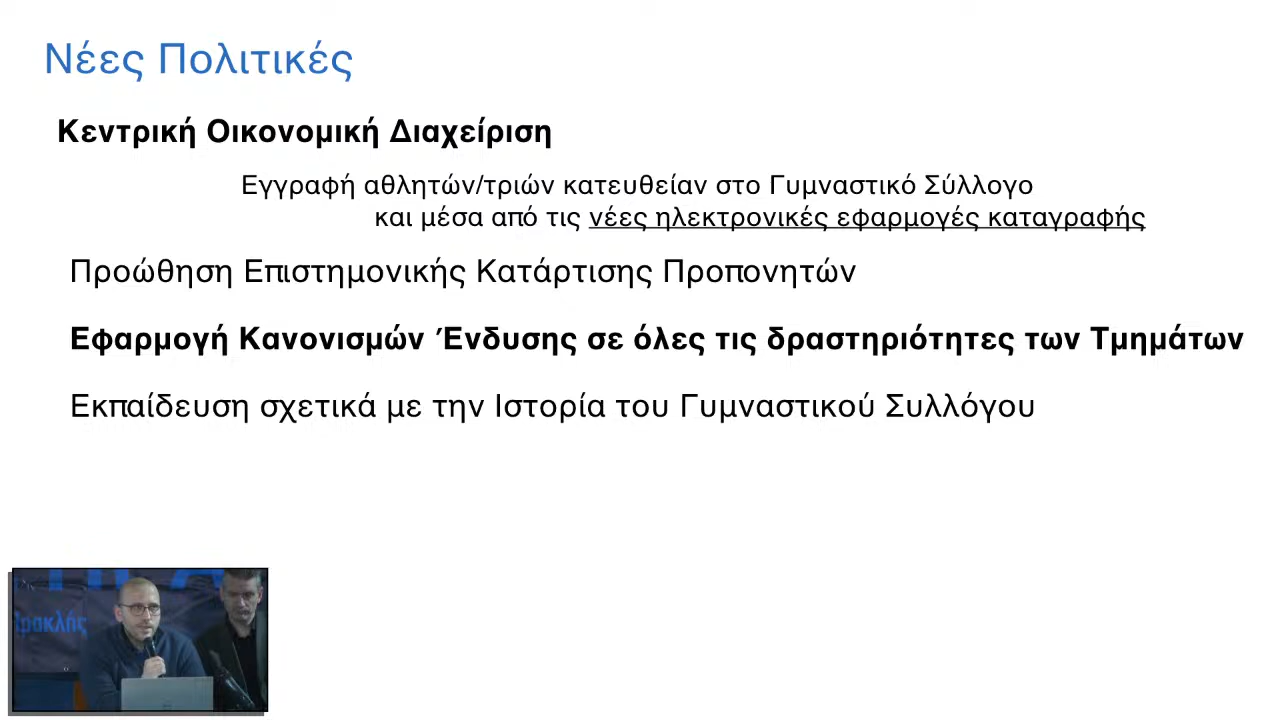 Νέες Πολιτικές
Κεντρική Οικονομική Διαχείριση
Εγγραφή αθλητών/τριών κατευθείαν στο Γυμναστικό Σύλλογο
και μέσα από τις νέες ηλεκτρονικές εφαρμογές καταγραφής
Προώθηση Επιστημονικής Κατάρτισης Προπονητών
Εφαρμογή Κανονισμών Ένδυσης σε όλες τις δραστηριότητες των Τμημάτων
Εκπαίδευση σχετικά με την Ιστορία του Γυμναστικού Συλλόγου